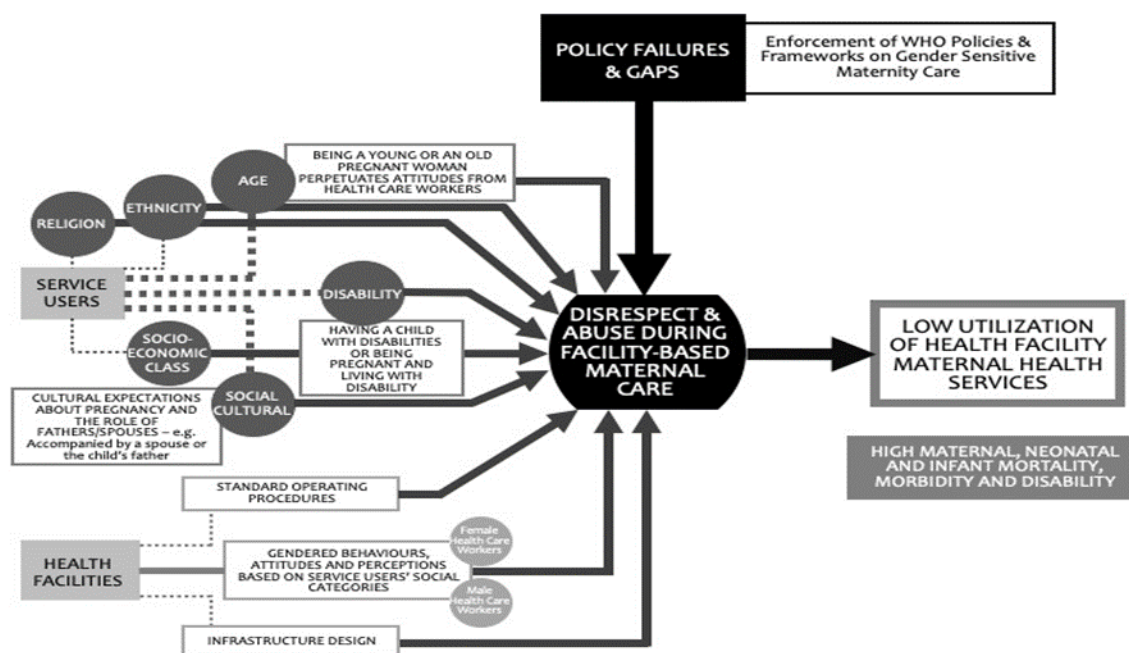 POLICY FAILURES
& GAPS
Enforcement of WHO Policies &
Frameworks on Gender Sensitive
Maternity Care
BEING A YOUNG OR AN OLD
PREGNANT WOMAN
PERPETUATES ATTITUDES FROM
HEALTH CARE WORKERS
AGE
ETHNICITY
RELIGION
SERVICE
USERS
DISABILITY
SOCIO-
ECONOMIC
CLASS
HAVING A CHILD
WITH DISABILITIES
OR BEING
PREGNANT AND
LIVING WITH
DISABILITY
SOCIAL
CULTURAL
CULTURAL EXPECTATIONS
ABOUT PREGNANCY AND
THE ROLE OF
FATHERS/SPOUSES – e.g.
Accompanied by a spouse or
the child's father
DISRESPECT &
ABUSE DURING
FACILITY-BASED
MATERNAL
CARE
LOW UTILIZATION
OF HEALTH FACILITY
MATERNAL HEALTH
SERVICES
HIGH MATERNAL, NEONATAL
AND INFANT MORTALITY,
MORBIDITY AND DISABILITY
STANDARD OPERATING
PROCEDURES
HEALTH
FACILITIES
GENDERED BEHAVIOURS,
ATTITUDES AND PERCEPTIONS
BASED ON SERVICE USERS' SOCIAL
CATEGORIES
Female
Health Care
Workers
Male
Health Care
Workers
INFRASTRUCTURE DESIGN